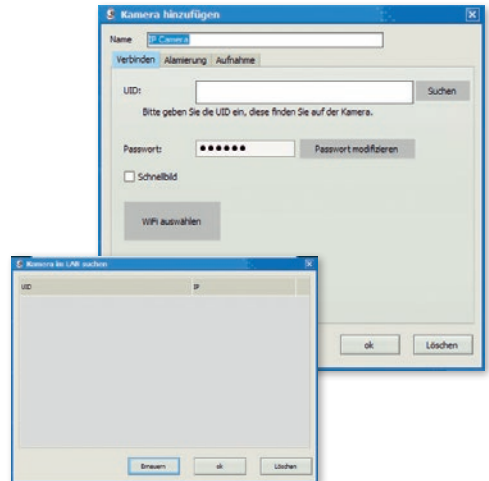 Kamera hinzufügen
Name IP Camera
Verbinden Alamierung Aufnahme
UID: Suchen
Bitte geben Sie die UID ein, diese finden Sie auf der Kamera.
Passwort: ●●●●●● Passwort modifizieren
Schnellbild
WiFi auswählen
ok Löschen
Kamera im LAN suchen
UID IP
Erneuern ok Löschen